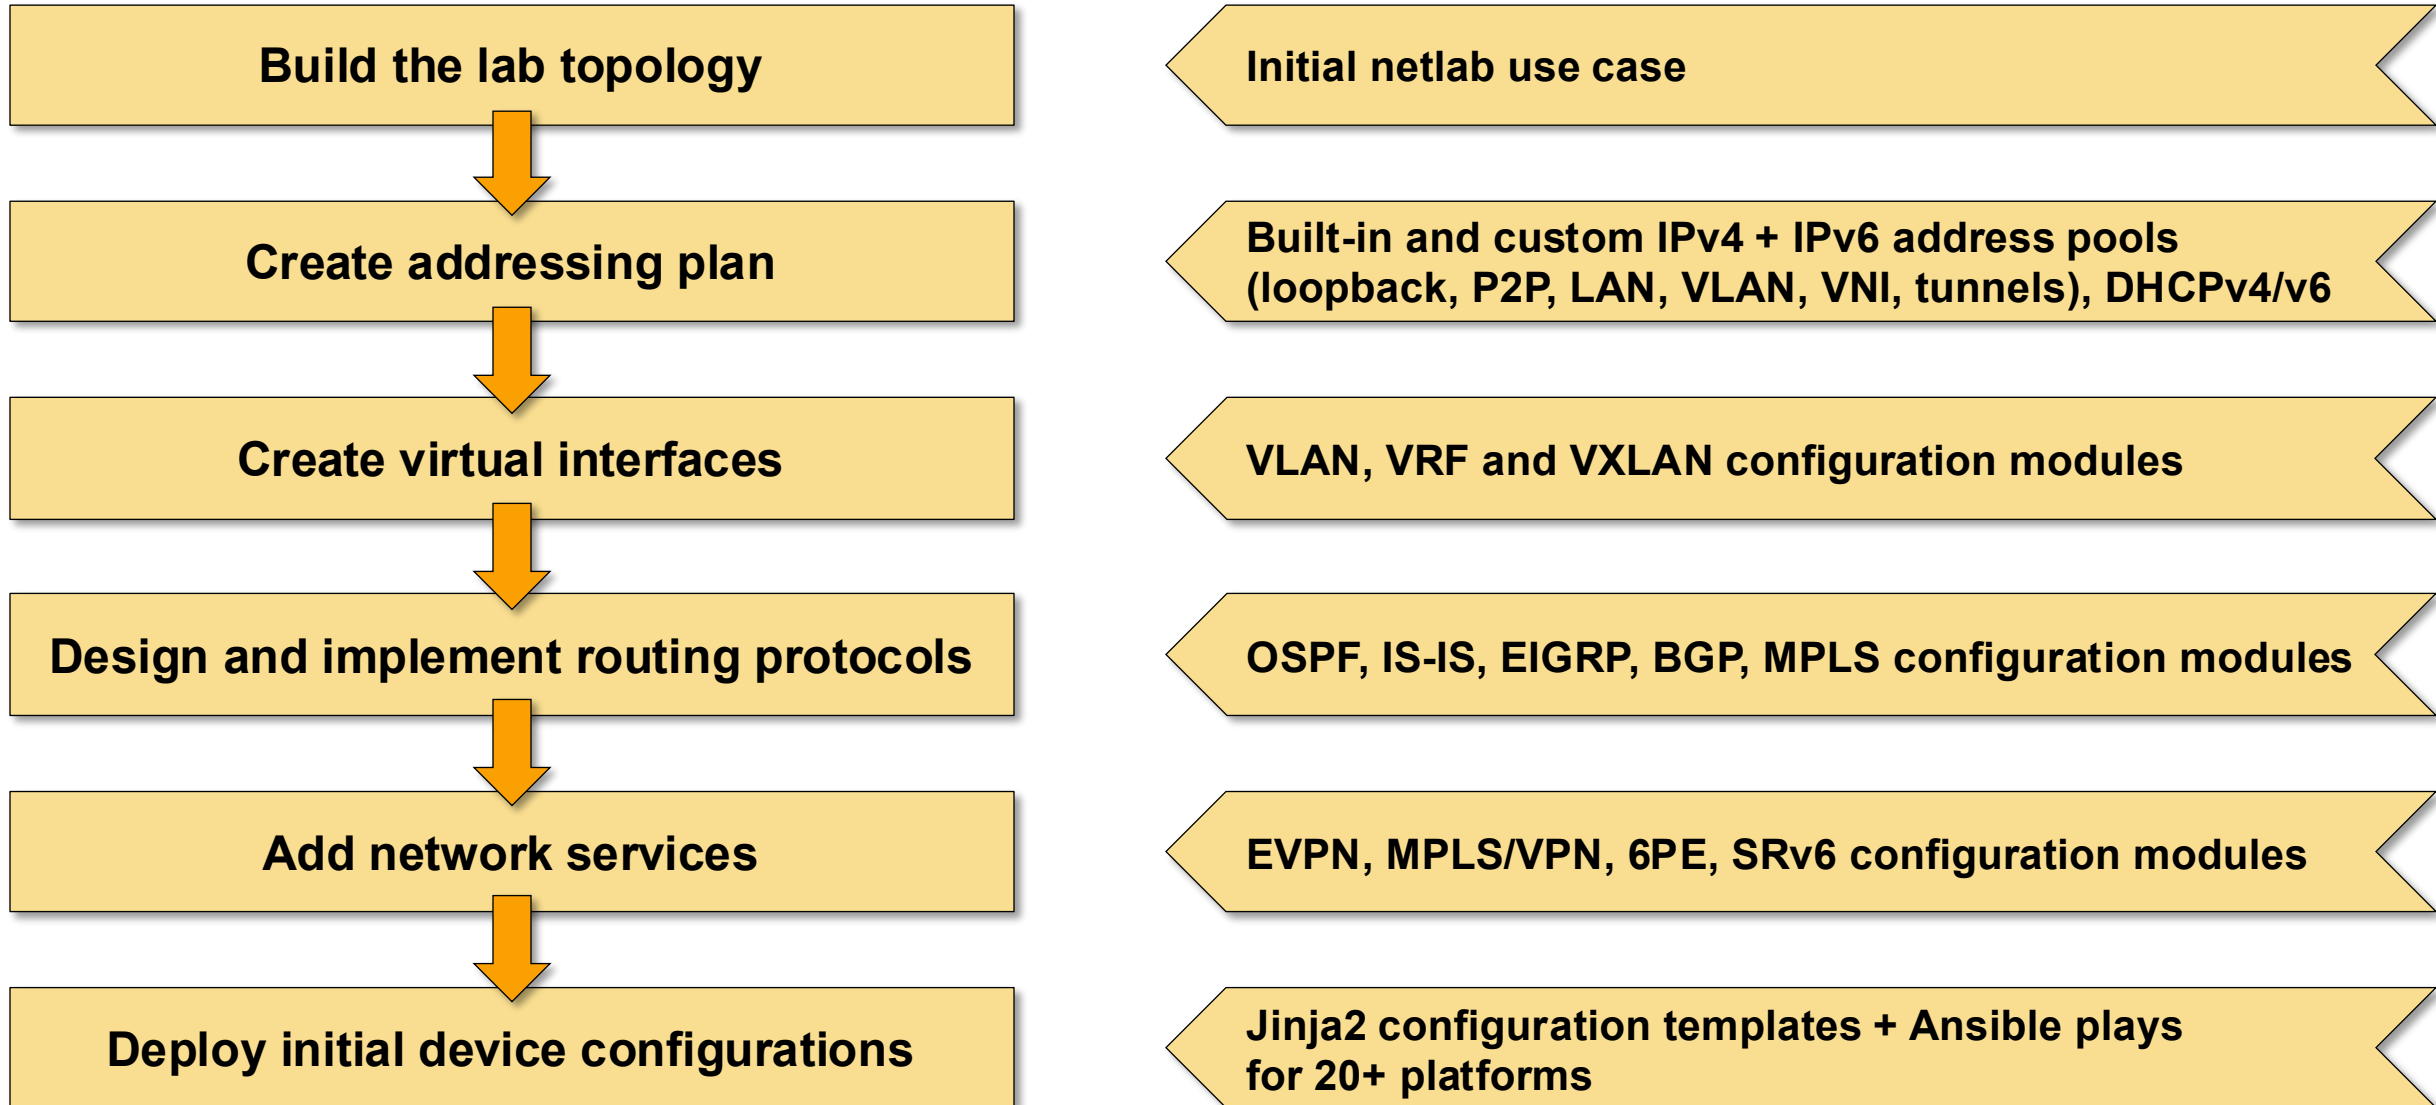 Build the lab topology
Initial netlab use case
Create addressing plan
Built-in and custom IPv4 + IPv6 address pools
(loopback, P2P, LAN, VLAN, VNI, tunnels), DHCPv4/v6
Create virtual interfaces
VLAN, VRF and VXLAN configuration modules
Design and implement routing protocols
OSPF, IS-IS, EIGRP, BGP, MPLS configuration modules
Add network services
EVPN, MPLS/VPN, 6PE, SRv6 configuration modules
Deploy initial device configurations
Jinja2 configuration templates + Ansible plays
for 20+ platforms